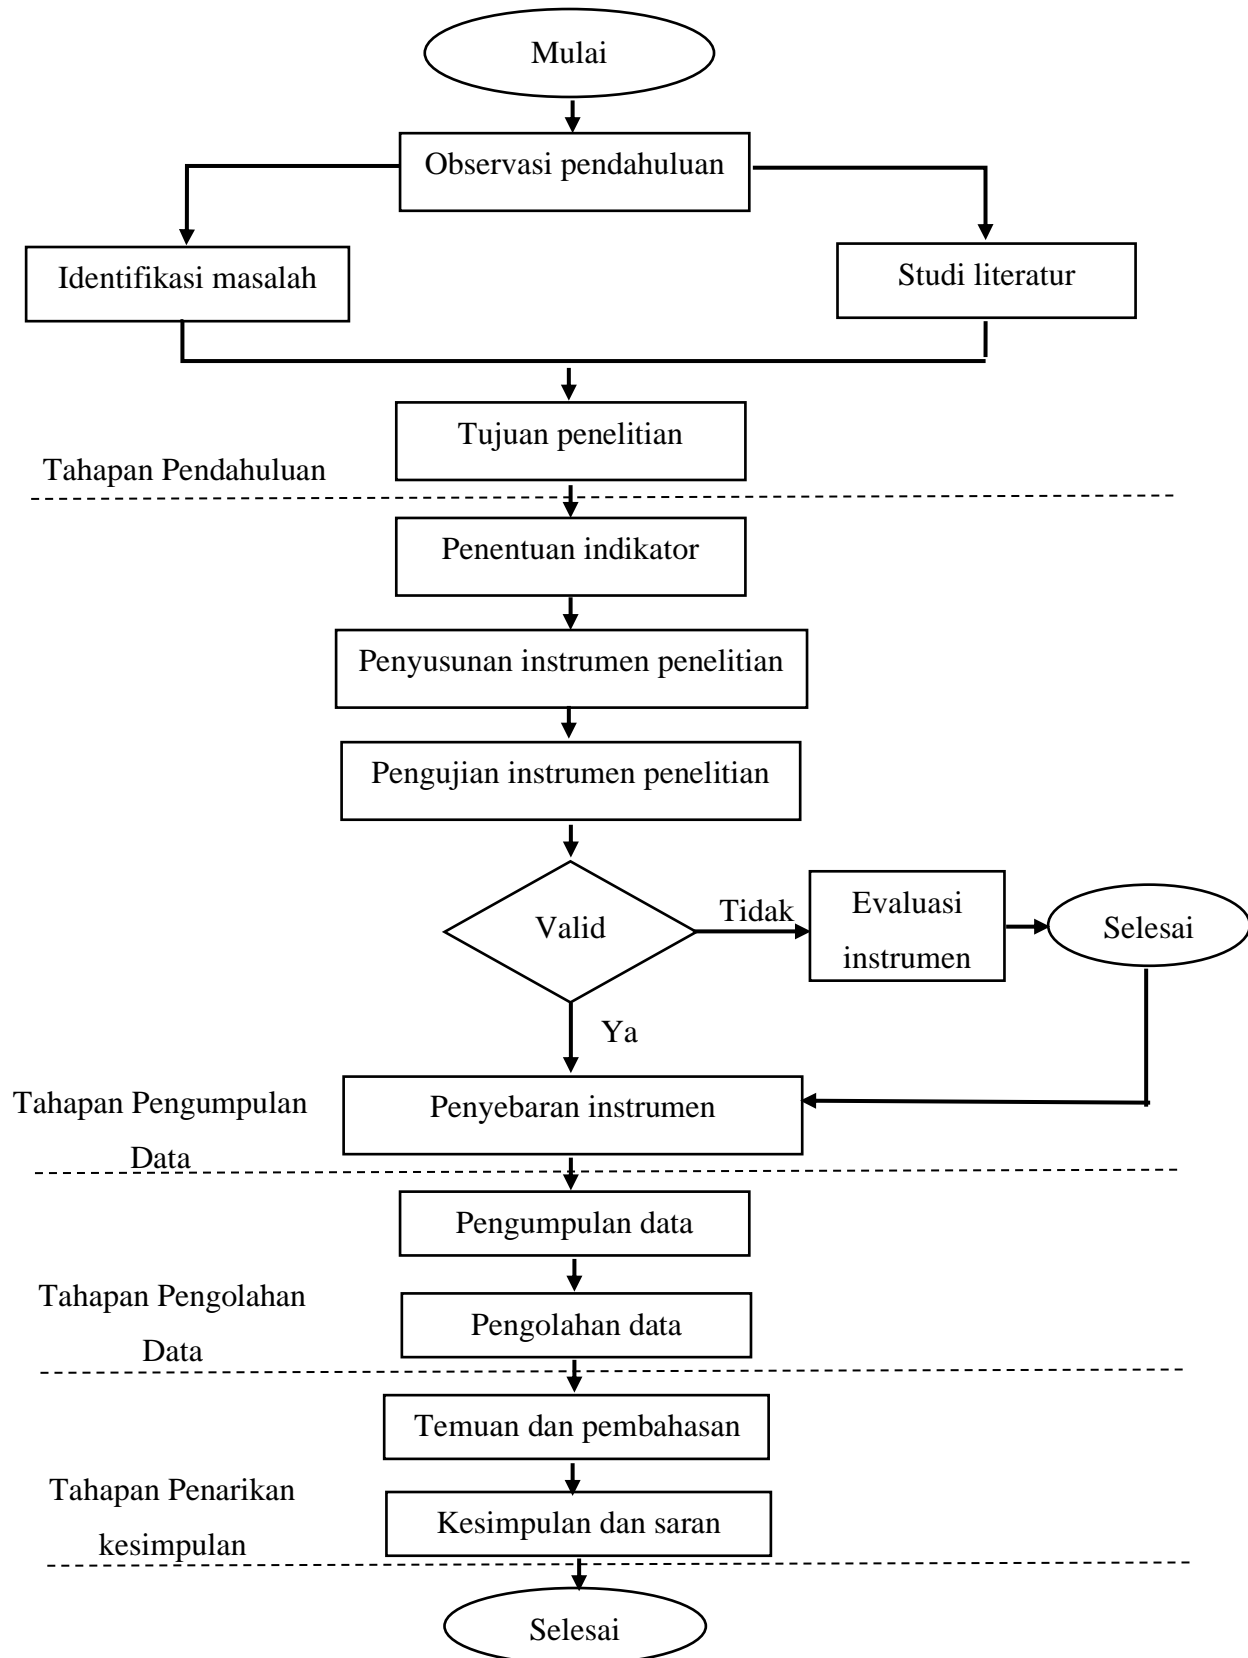 Mulai
Observasi pendahuluan
Identifikasi masalah
Studi literatur
Tujuan penelitian
Tahapan Pendahuluan
Penentuan indikator
Penyusunan instrumen penelitian
Pengujian instrumen penelitian
Valid
Tidak
Evaluasi
instrumen
Selesai
Ya
Penyebaran instrumen
Tahapan Pengumpulan
Data
Pengumpulan data
Tahapan Pengolahan
Data
Pengolahan data
Temuan dan pembahasan
Tahapan Penarikan
kesimpulan
Kesimpulan dan saran
Selesai